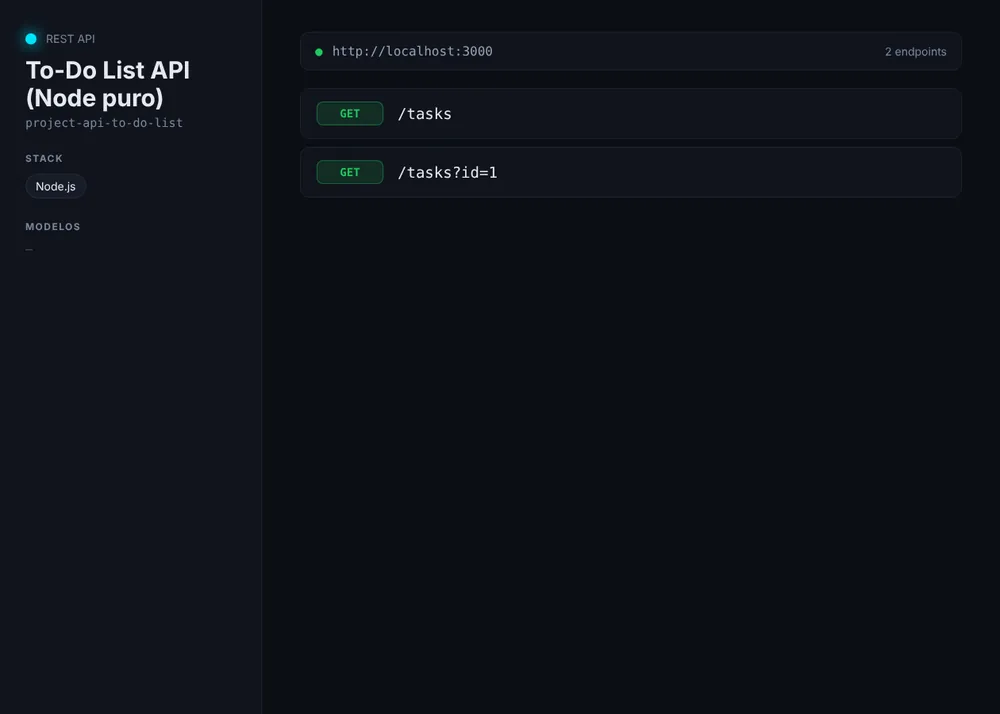 REST API
To-Do List API
(Node puro)
project-api-to-do-list
STACK
Node.js
MODELOS
—
http://localhost:3000
2 endpoints
GET /tasks
GET /tasks?id=1